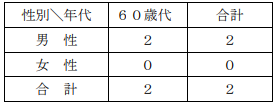 性別＼年代 ６０歳代 合計
男　性 ２ ２
女　性 ０ ０
合　計 ２ ２